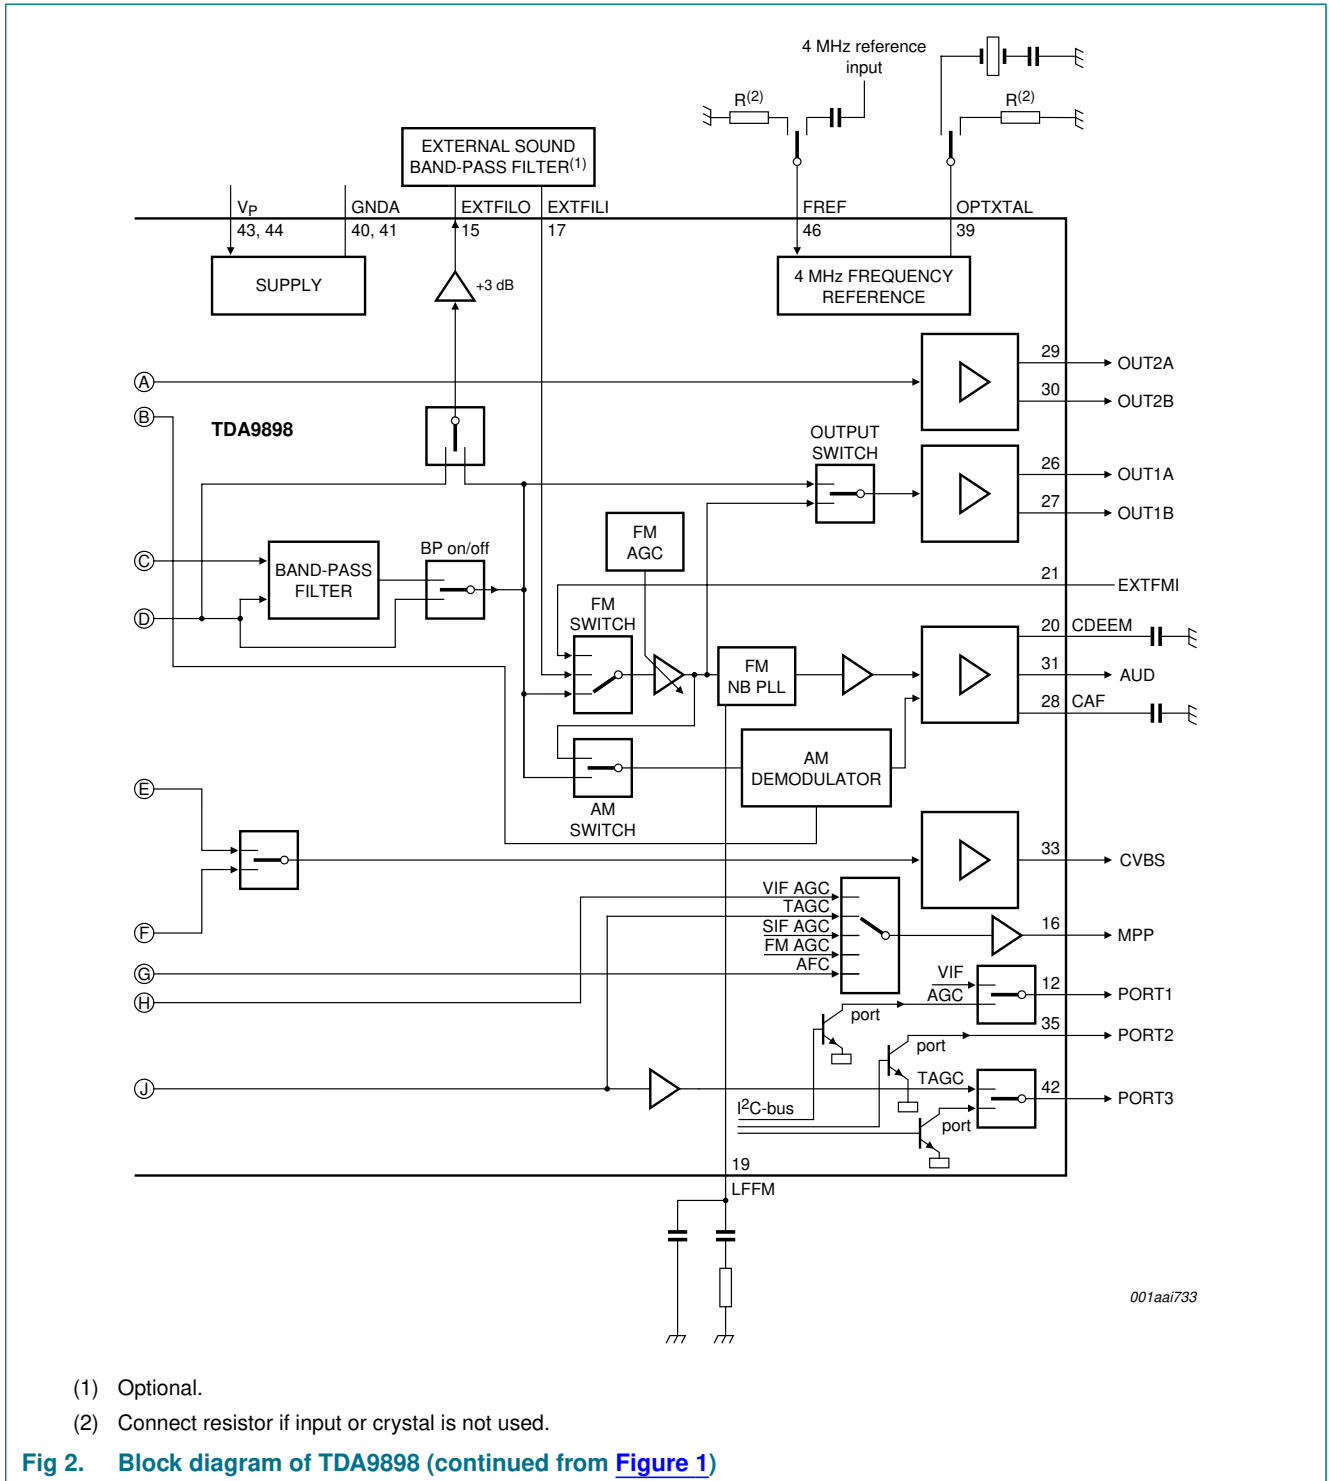 4 MHz reference
input
R(2)
R(2)
EXTERNAL SOUND
BAND-PASS FILTER(1)
VP
GNDA
EXTFILO
EXTFILI
FREF
OPTXTAL
43, 44
40, 41
15
17
46
39
SUPPLY
+3 dB
4 MHz FREQUENCY
REFERENCE
29
OUT2A
A
30
OUT2B
B
TDA9898
OUTPUT
SWITCH
26
OUT1A
27
OUT1B
FM
AGC
C
BAND-PASS
FILTER
BP on/off
21
EXTFMI
D
FM
SWITCH
20
CDEEM
FM
NB PLL
31
AUD
28
CAF
AM
DEMODULATOR
E
AM
SWITCH
33
CVBS
VIF AGC
TAGC
SIF AGC
FM AGC
AFC
F
16
MPP
G
VIF
AGC
12
PORT1
H
port
35
PORT2
port
J
TAGC
42
PORT3
I2C-bus
port
19
LFFM
001aai733
(1) Optional.
(2) Connect resistor if input or crystal is not used.
Fig 2. Block diagram of TDA9898 (continued from Figure 1)